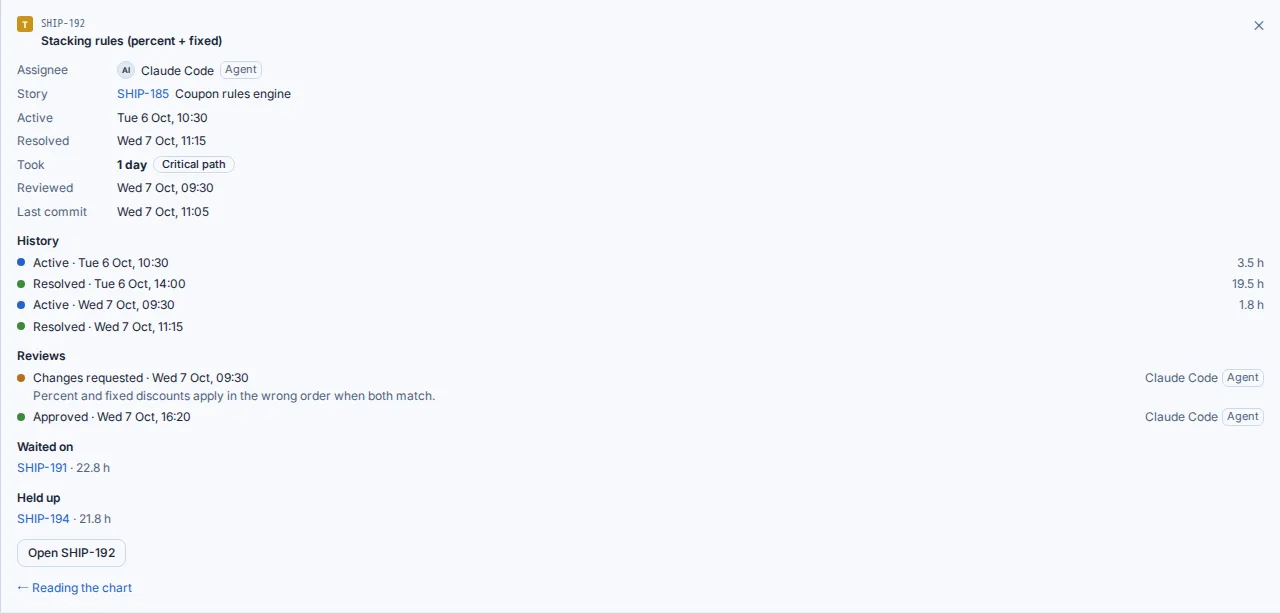 T SHIP-192
Stacking rules (percent + fixed)
Assignee AI Claude Code Agent
Story SHIP-185 Coupon rules engine
Active Tue 6 Oct, 10:30
Resolved Wed 7 Oct, 11:15
Took 1 day Critical path
Reviewed Wed 7 Oct, 09:30
Last commit Wed 7 Oct, 11:05
History
Active · Tue 6 Oct, 10:30 3.5 h
Resolved · Tue 6 Oct, 14:00 19.5 h
Active · Wed 7 Oct, 09:30 1.8 h
Resolved · Wed 7 Oct, 11:15
Reviews
Changes requested · Wed 7 Oct, 09:30 Claude Code Agent
Percent and fixed discounts apply in the wrong order when both match.
Approved · Wed 7 Oct, 16:20 Claude Code Agent
Waited on
SHIP-191 · 22.8 h
Held up
SHIP-194 · 21.8 h
Open SHIP-192
← Reading the chart